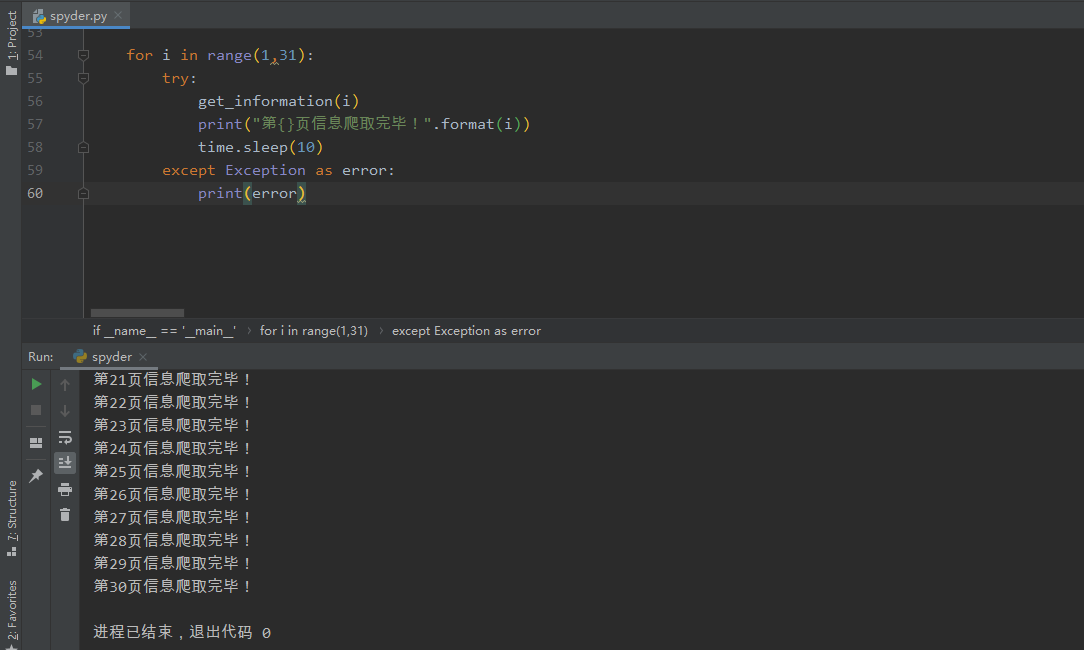 spyder.py
1: Project
53
54 for i in range(1,31):
55 try:
56 get_information(i)
57 print("第{}页信息爬取完毕！".format(i))
58 time.sleep(10)
59 except Exception as error:
60 print(error)
if __name__ == '__main__' › for i in range(1,31) › except Exception as error
Run: spyder
第21页信息爬取完毕！
第22页信息爬取完毕！
第23页信息爬取完毕！
第24页信息爬取完毕！
第25页信息爬取完毕！
第26页信息爬取完毕！
第27页信息爬取完毕！
第28页信息爬取完毕！
第29页信息爬取完毕！
第30页信息爬取完毕！
进程已结束，退出代码 0
7: Structure
2: Favorites